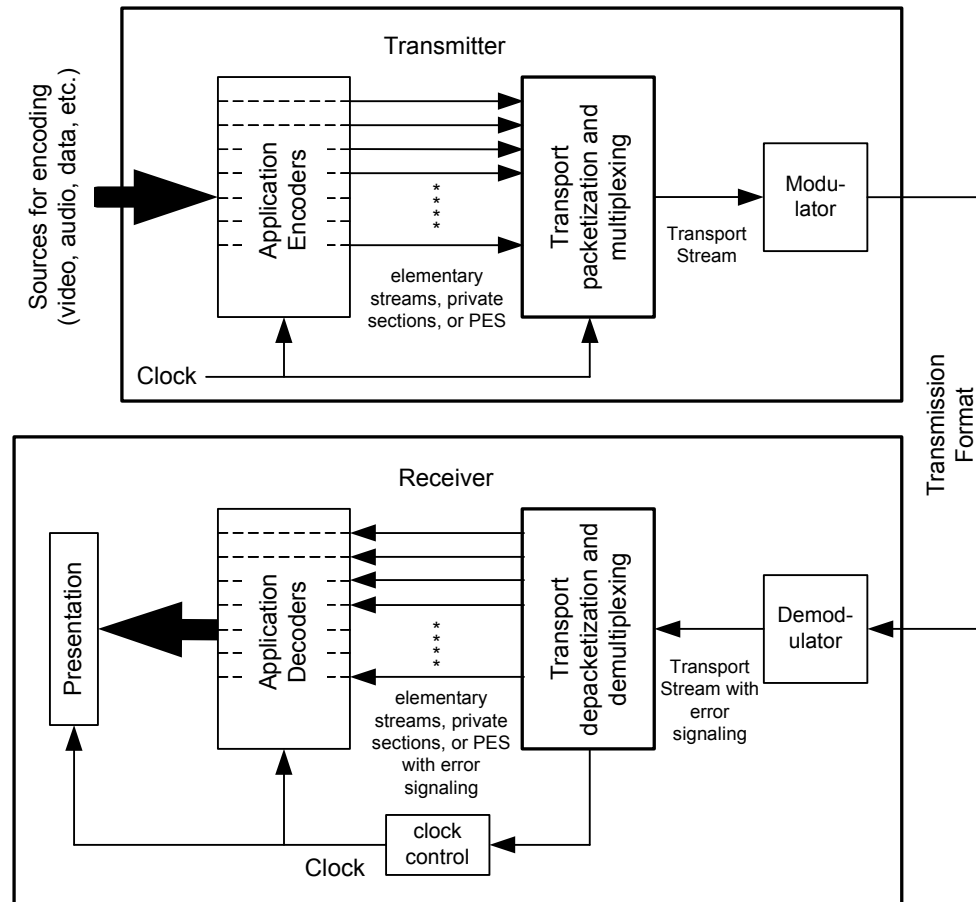 Transmitter
Sources for encoding
(video, audio, data, etc.)
Application
Encoders
****
elementary
streams, private
sections, or PES
Transport
packetization and
multiplexing
Transport
Stream
Modu-
lator
Clock
Transmission
Format
Receiver
Presentation
Application
Decoders
****
elementary
streams, private
sections, or PES
with error
signaling
Transport
depacketization and
demultiplexing
Transport
Stream with
error
signaling
Demod-
ulator
clock
control
Clock